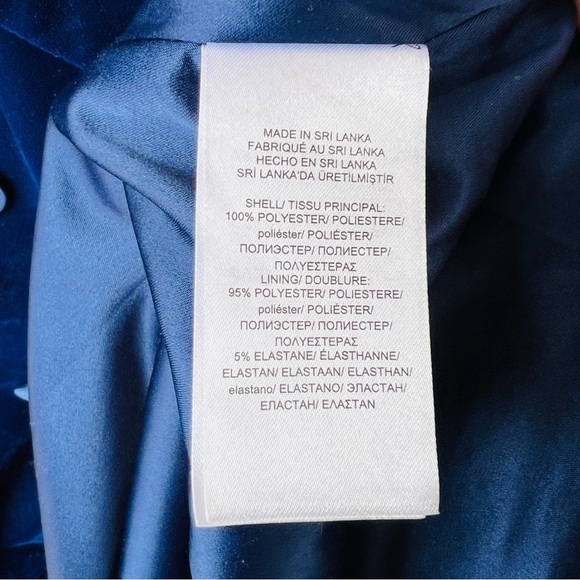 MADE IN SRI LANKA
FABRIQUÉ AU SRI LANKA
HECHO EN SRI LANKA
SRİ LANKA'DA ÜRETİLMİŞTİR
SHELL/ TISSU PRINCIPAL:
100% POLYESTER/ POLIESTERE/
poliéster/ POLIÉSTER/
ПОЛИЭСТЕР/ ПОЛИЕСТЕР/
ΠΟΛΥΕΣΤΕΡΑΣ
LINING/ DOUBLURE:
95% POLYESTER/ POLIESTERE/
poliéster/ POLIÉSTER/
ПОЛИЭСТЕР/ ПОЛИЕСТЕР/
ΠΟΛΥΕΣΤΕΡΑΣ
5% ELASTANE/ ÉLASTHANNE/
ELASTAN/ ELASTAAN/ ELASTHAN/
elastano/ ELASTANO/ ЭЛАСТАН/
ЕЛАСТАН/ ΕΛΑΣΤΑΝ